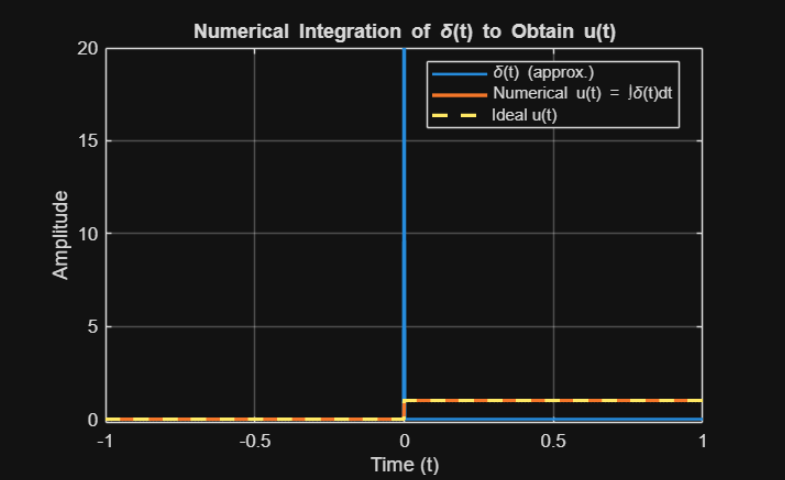 Numerical Integration of δ(t) to Obtain u(t)
δ(t) (approx.)
Numerical u(t) = ∫δ(t)dt
Ideal u(t)
Amplitude
20
15
10
5
0
-1 -0.5 0 0.5 1
Time (t)